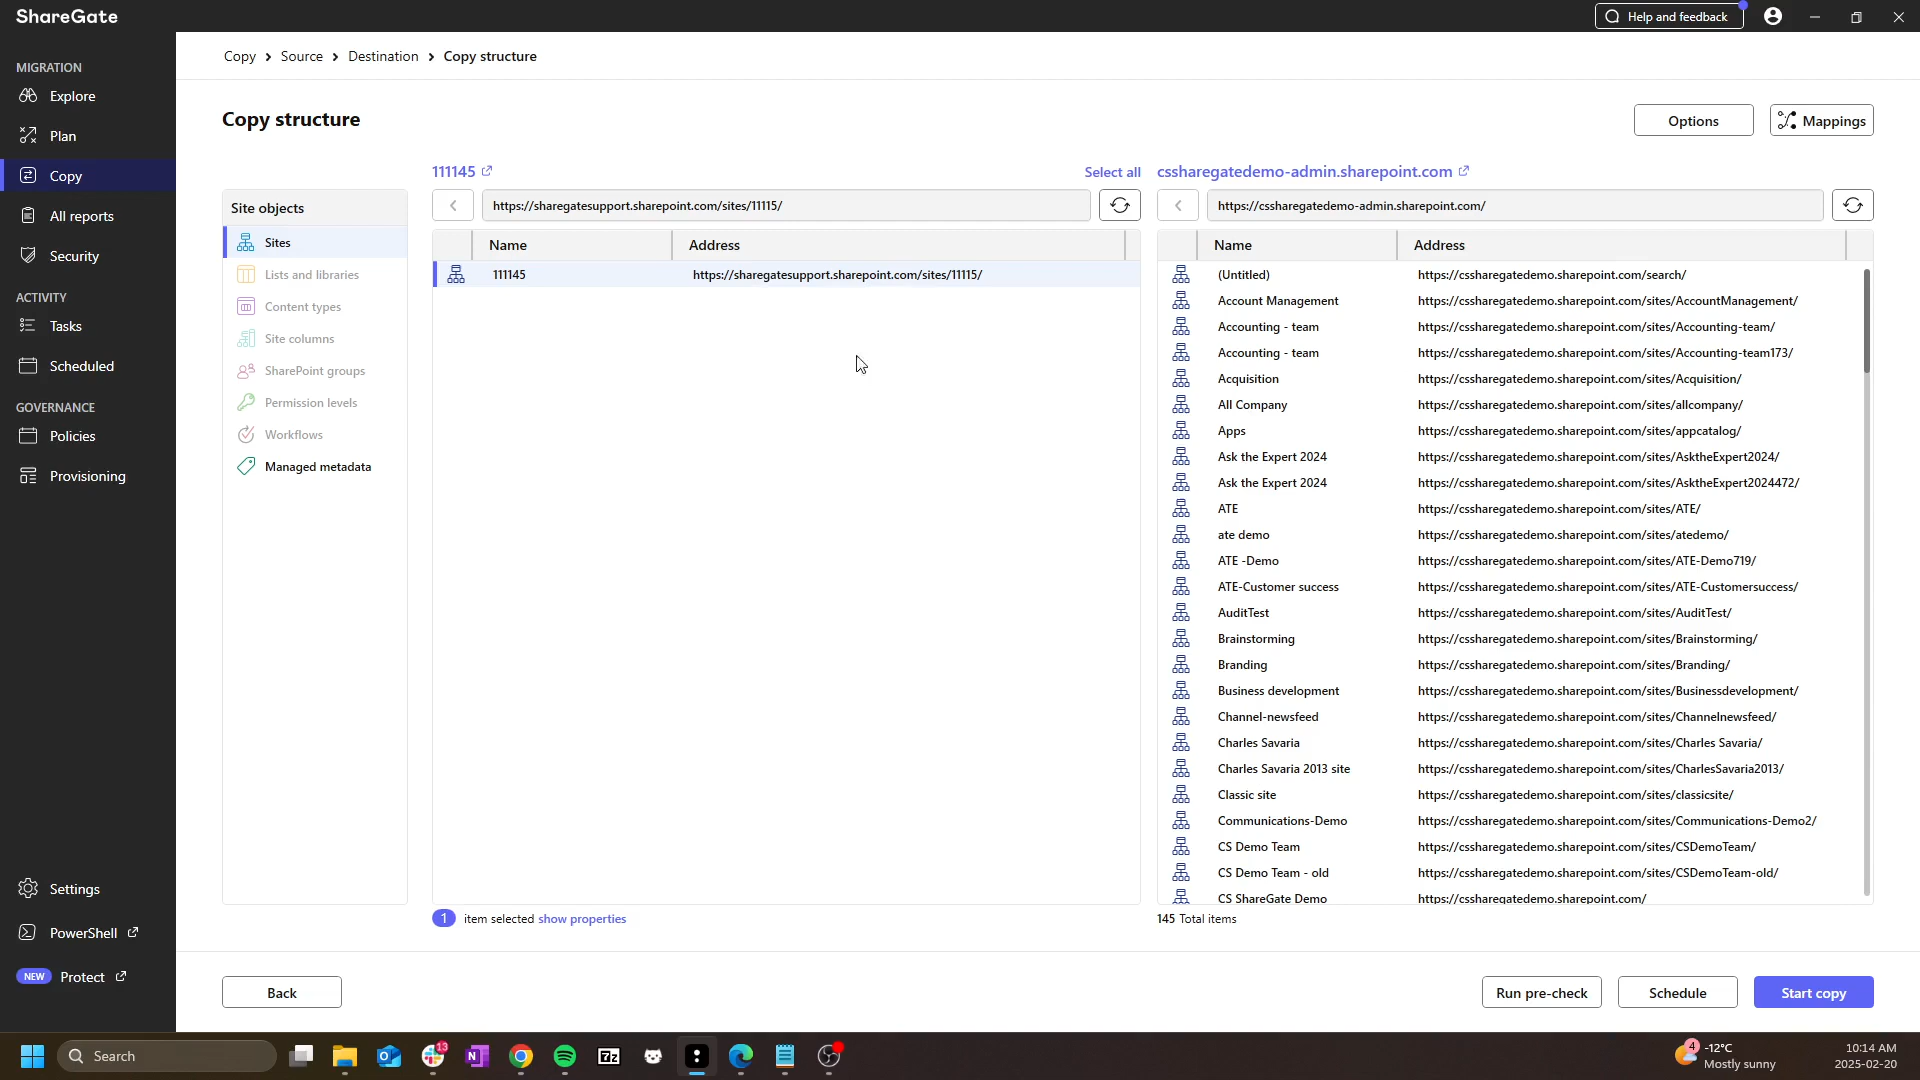 ShareGate
Help and feedback
MIGRATION
Explore
Plan
Copy
All reports
Security
ACTIVITY
Tasks
Scheduled
GOVERNANCE
Policies
Provisioning
Settings
PowerShell
NEW Protect
Copy > Source > Destination > Copy structure
Copy structure
Options
Mappings
Site objects
Sites
Lists and libraries
Content types
Site columns
SharePoint groups
Permission levels
Workflows
Managed metadata
111145
Select all
https://sharegatesupport.sharepoint.com/sites/11115/
Name Address
111145 https://sharegatesupport.sharepoint.com/sites/11115/
1 item selected show properties
cssharegatedemo-admin.sharepoint.com
https://cssharegatedemo-admin.sharepoint.com/
Name Address
(Untitled) https://cssharegatedemo.sharepoint.com/search/
Account Management https://cssharegatedemo.sharepoint.com/sites/AccountManagement/
Accounting - team https://cssharegatedemo.sharepoint.com/sites/Accounting-team/
Accounting - team https://cssharegatedemo.sharepoint.com/sites/Accounting-team173/
Acquisition https://cssharegatedemo.sharepoint.com/sites/Acquisition/
All Company https://cssharegatedemo.sharepoint.com/sites/allcompany/
Apps https://cssharegatedemo.sharepoint.com/sites/appcatalog/
Ask the Expert 2024 https://cssharegatedemo.sharepoint.com/sites/AsktheExpert2024/
Ask the Expert 2024 https://cssharegatedemo.sharepoint.com/sites/AsktheExpert2024472/
ATE https://cssharegatedemo.sharepoint.com/sites/ATE/
ate demo https://cssharegatedemo.sharepoint.com/sites/atedemo/
ATE -Demo https://cssharegatedemo.sharepoint.com/sites/ATE-Demo719/
ATE-Customer success https://cssharegatedemo.sharepoint.com/sites/ATE-Customersuccess/
AuditTest https://cssharegatedemo.sharepoint.com/sites/AuditTest/
Brainstorming https://cssharegatedemo.sharepoint.com/sites/Brainstorming/
Branding https://cssharegatedemo.sharepoint.com/sites/Branding/
Business development https://cssharegatedemo.sharepoint.com/sites/Businessdevelopment/
Channel-newsfeed https://cssharegatedemo.sharepoint.com/sites/Channelnewsfeed/
Charles Savaria https://cssharegatedemo.sharepoint.com/sites/Charles Savaria/
Charles Savaria 2013 site https://cssharegatedemo.sharepoint.com/sites/CharlesSavaria2013/
Classic site https://cssharegatedemo.sharepoint.com/sites/classicsite/
Communications-Demo https://cssharegatedemo.sharepoint.com/sites/Communications-Demo2/
CS Demo Team https://cssharegatedemo.sharepoint.com/sites/CSDemoTeam/
CS Demo Team - old https://cssharegatedemo.sharepoint.com/sites/CSDemoTeam-old/
CS ShareGate Demo https://cssharegatedemo.sharepoint.com/
145 Total items
Back
Run pre-check
Schedule
Start copy
Search
13
N
7z
4
-12°C
Mostly sunny
10:14 AM
2025-02-20